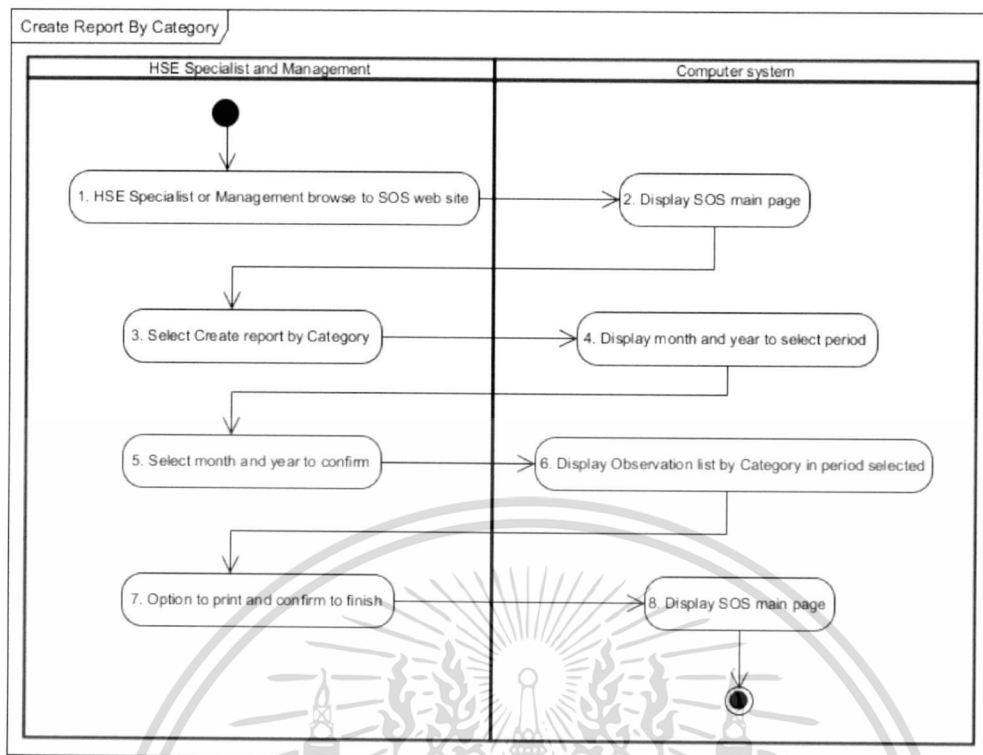 Create Report By Category
HSE Specialist and Management
Computer system
1. HSE Specialist or Management browse to SOS web site
2. Display SOS main page
3. Select Create report by Category
4. Display month and year to select period
5. Select month and year to confirm
6. Display Observation list by Category in period selected
7. Option to print and confirm to finish
8. Display SOS main page